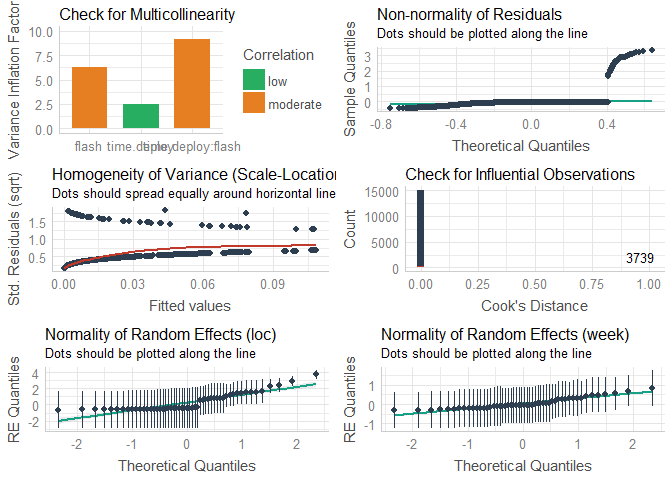 Check for Multicollinearity
Variance Inflation Factor
10.0
7.5
5.0
2.5
0.0
flash
time.deploy
time.deploy:flash
Correlation
low
moderate
Non-normality of Residuals
Dots should be plotted along the line
Sample Quantiles
3
2
1
0
-0.8
-0.4
0.0
0.4
Theoretical Quantiles
Homogeneity of Variance (Scale-Location
Dots should spread equally around horizontal line
Std. Residuals (sqrt)
1.5
1.0
0.5
0.00
0.03
0.06
0.09
Fitted values
Check for Influential Observations
Count
15000
10000
5000
0
3739
0.00
0.25
0.50
0.75
1.00
Cook's Distance
Normality of Random Effects (loc)
Dots should be plotted along the line
RE Quantiles
4
2
0
-2
-2
-1
0
1
2
Theoretical Quantiles
Normality of Random Effects (week)
Dots should be plotted along the line
RE Quantiles
1
0
-1
-2
-1
0
1
2
Theoretical Quantiles